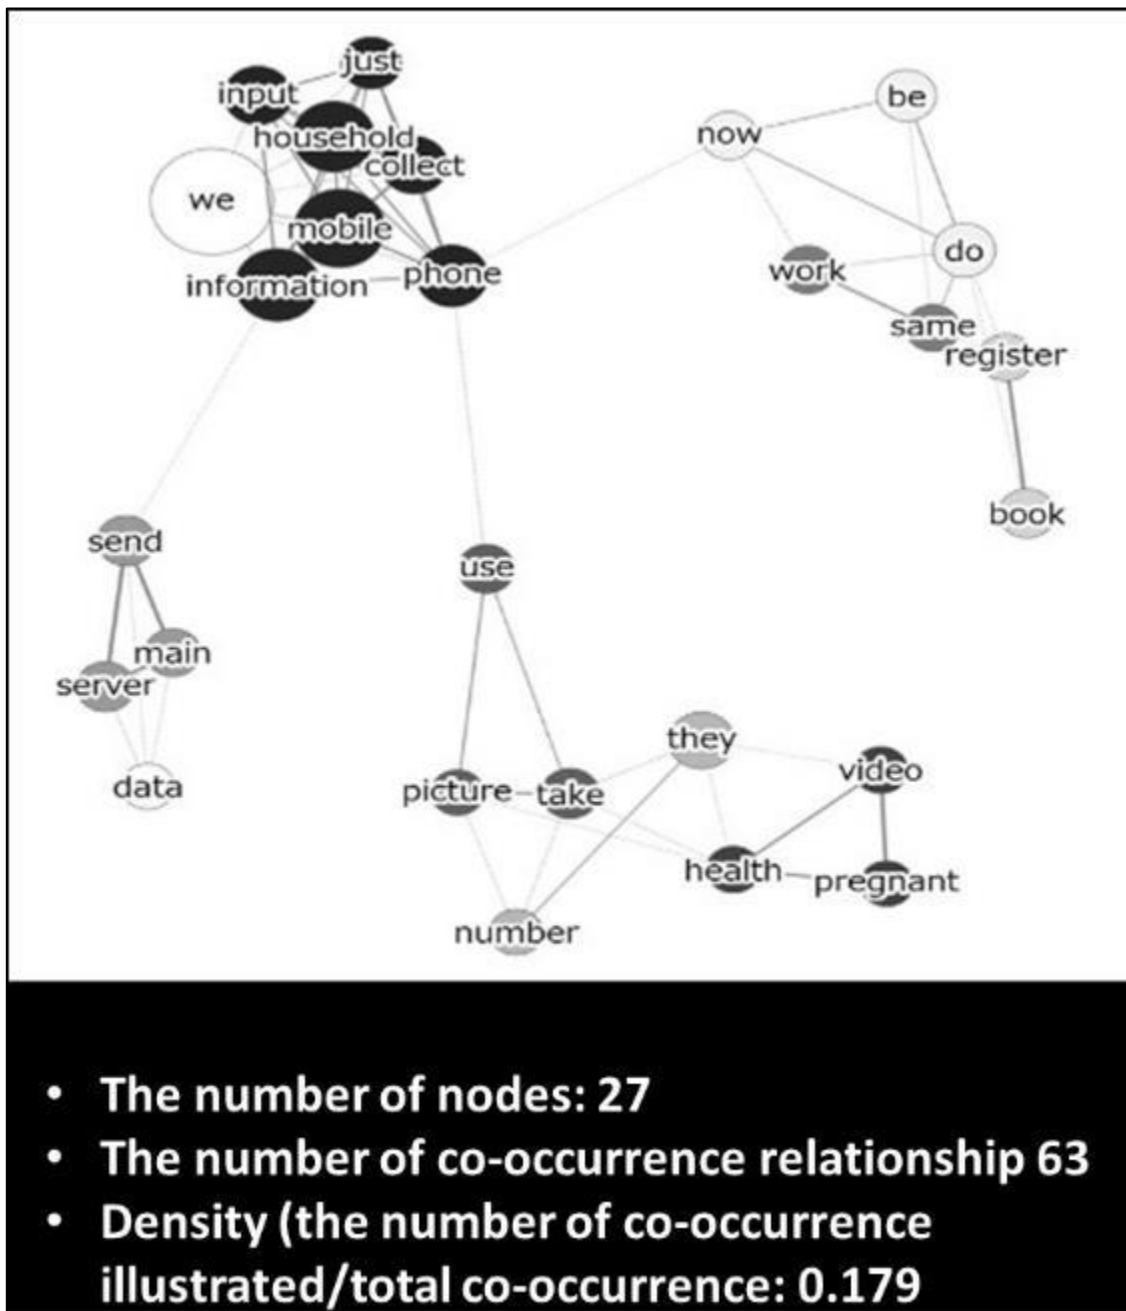 just
input
household
collect
we
mobile
information
phone
be
now
do
work
same
register
book
send
main
server
data
use
picture
take
they
video
health
pregnant
number
• The number of nodes: 27
• The number of co-occurrence relationship 63
• Density (the number of co-occurrence
illustrated/total co-occurrence: 0.179